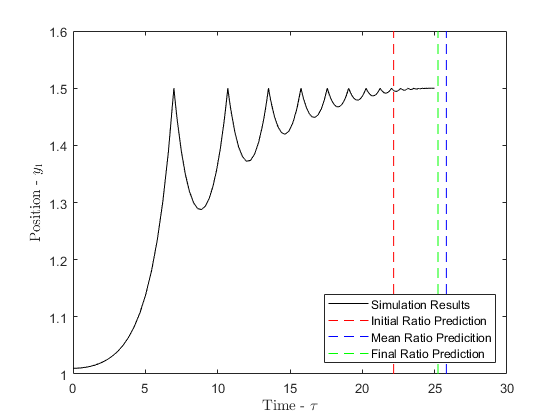 1.6
1.5
1.4
1.3
1.2
1.1
1
Position - y₁
0
5
10
15
20
25
30
Time - τ
Simulation Results
Initial Ratio Prediction
Mean Ratio Predicition
Final Ratio Prediction